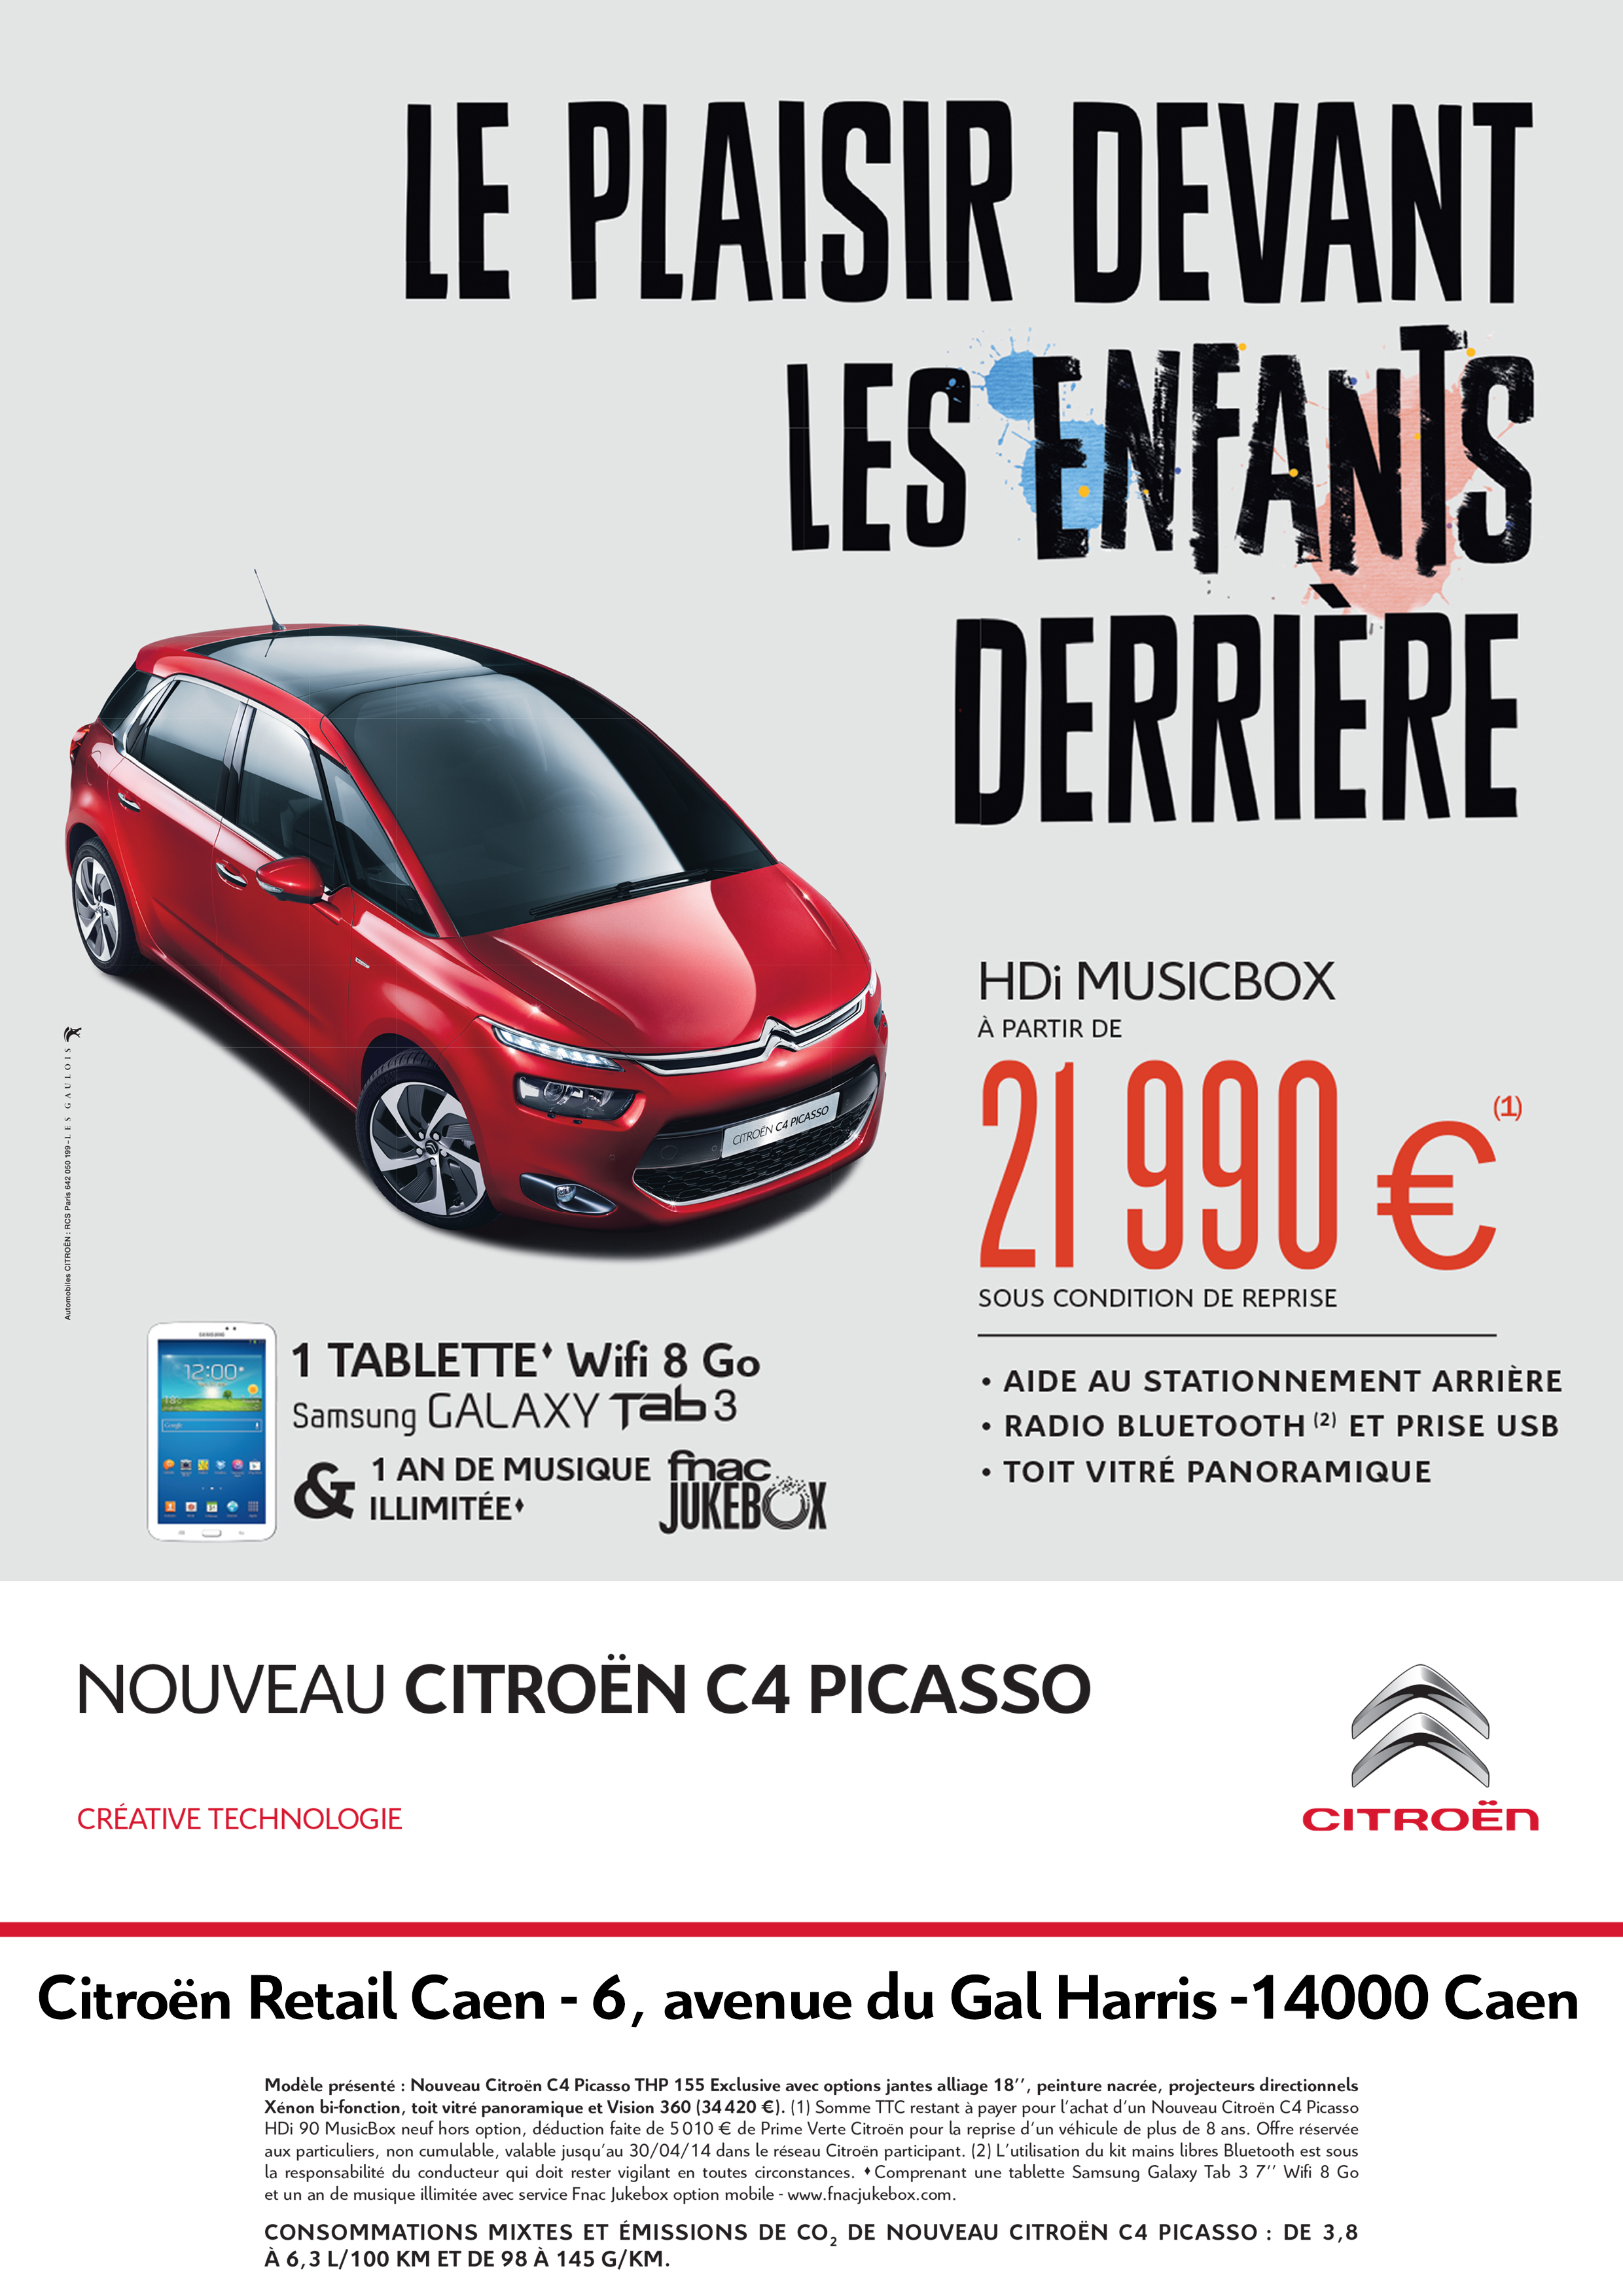 LE PLAISIR DEVANT
LES ENFANTS
DERRIÈRE
CITROËN C4 PICASSO
Automobiles CITROËN : RCS Paris 642 050 199 - LES GAULOIS
HDi MUSICBOX
À PARTIR DE
21 990 € (1)
SOUS CONDITION DE REPRISE
• AIDE AU STATIONNEMENT ARRIÈRE
• RADIO BLUETOOTH (2) ET PRISE USB
• TOIT VITRÉ PANORAMIQUE
SAMSUNG
12:00
Google
1 TABLETTE♦ Wifi 8 Go
Samsung GALAXY Tab 3
& 1 AN DE MUSIQUE
ILLIMITÉE♦
fnac
JUKEBOX
NOUVEAU CITROËN C4 PICASSO
CRÉATIVE TECHNOLOGIE
CITROËN
Citroën Retail Caen - 6, avenue du Gal Harris -14000 Caen
Modèle présenté : Nouveau Citroën C4 Picasso THP 155 Exclusive avec options jantes alliage 18’’, peinture nacrée, projecteurs directionnels
Xénon bi-fonction, toit vitré panoramique et Vision 360 (34 420 €). (1) Somme TTC restant à payer pour l’achat d’un Nouveau Citroën C4 Picasso
HDi 90 MusicBox neuf hors option, déduction faite de 5 010 € de Prime Verte Citroën pour la reprise d’un véhicule de plus de 8 ans. Offre réservée
aux particuliers, non cumulable, valable jusqu’au 30/04/14 dans le réseau Citroën participant. (2) L’utilisation du kit mains libres Bluetooth est sous
la responsabilité du conducteur qui doit rester vigilant en toutes circonstances. ♦Comprenant une tablette Samsung Galaxy Tab 3 7’’ Wifi 8 Go
et un an de musique illimitée avec service Fnac Jukebox option mobile - www.fnacjukebox.com.
CONSOMMATIONS MIXTES ET ÉMISSIONS DE CO2 DE NOUVEAU CITROËN C4 PICASSO : DE 3,8
À 6,3 L/100 KM ET DE 98 À 145 G/KM.